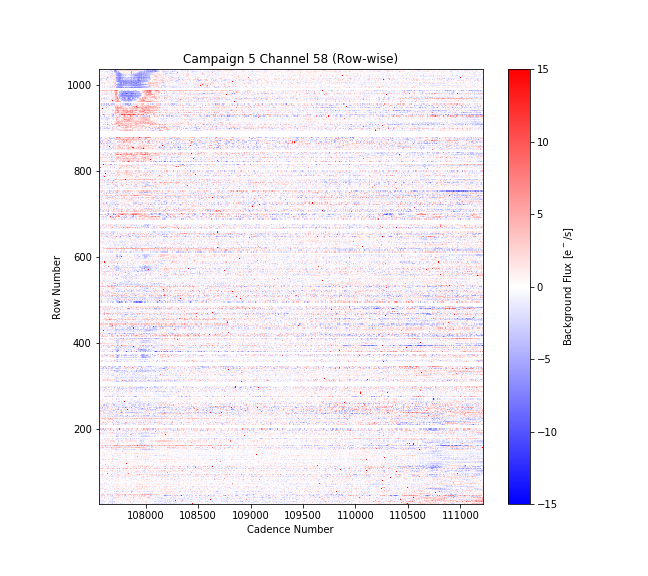 Campaign 5 Channel 58 (Row-wise)
1000
800
600
400
200
Row Number
108000 108500 109000 109500 110000 110500 111000
Cadence Number
15
10
5
0
−5
−10
−15
Background Flux [e⁻/s]